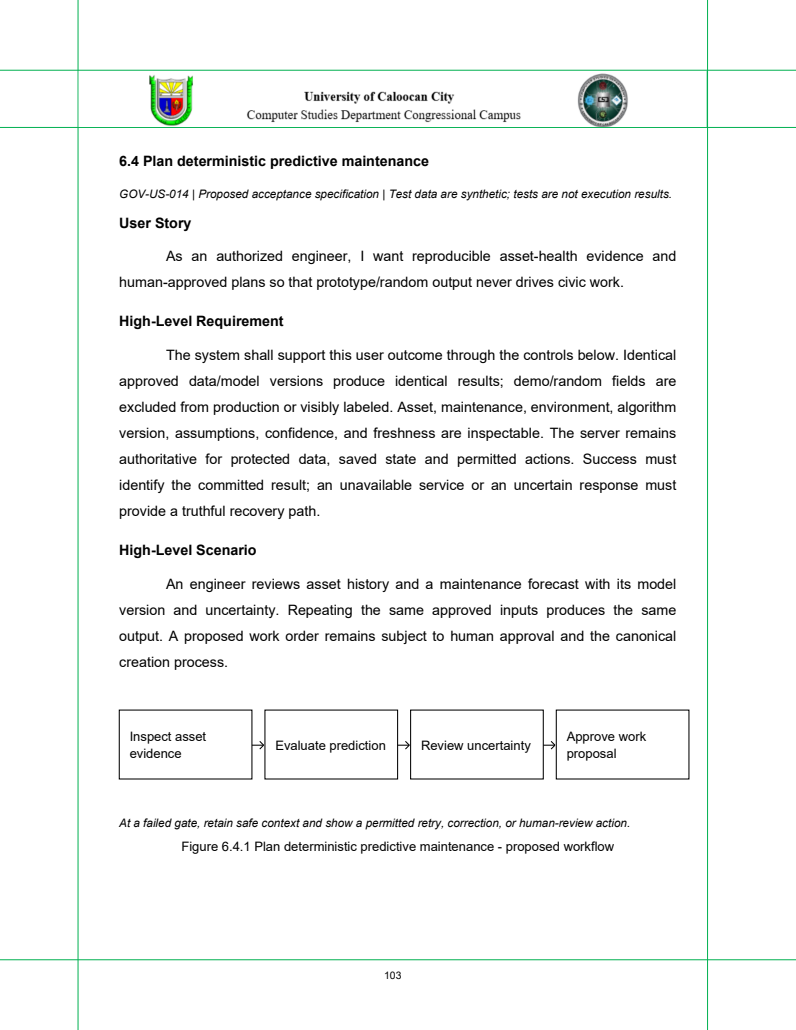 University of Caloocan City
Computer Studies Department Congressional Campus
6.4 Plan deterministic predictive maintenance
GOV-US-014 | Proposed acceptance specification | Test data are synthetic; tests are not execution results.
User Story
As an authorized engineer, I want reproducible asset-health evidence and
human-approved plans so that prototype/random output never drives civic work.
High-Level Requirement
The system shall support this user outcome through the controls below. Identical
approved data/model versions produce identical results; demo/random fields are
excluded from production or visibly labeled. Asset, maintenance, environment, algorithm
version, assumptions, confidence, and freshness are inspectable. The server remains
authoritative for protected data, saved state and permitted actions. Success must
identify the committed result; an unavailable service or an uncertain response must
provide a truthful recovery path.
High-Level Scenario
An engineer reviews asset history and a maintenance forecast with its model
version and uncertainty. Repeating the same approved inputs produces the same
output. A proposed work order remains subject to human approval and the canonical
creation process.
Inspect asset
evidence
Evaluate prediction
Review uncertainty
Approve work
proposal
At a failed gate, retain safe context and show a permitted retry, correction, or human-review action.
Figure 6.4.1 Plan deterministic predictive maintenance - proposed workflow
103